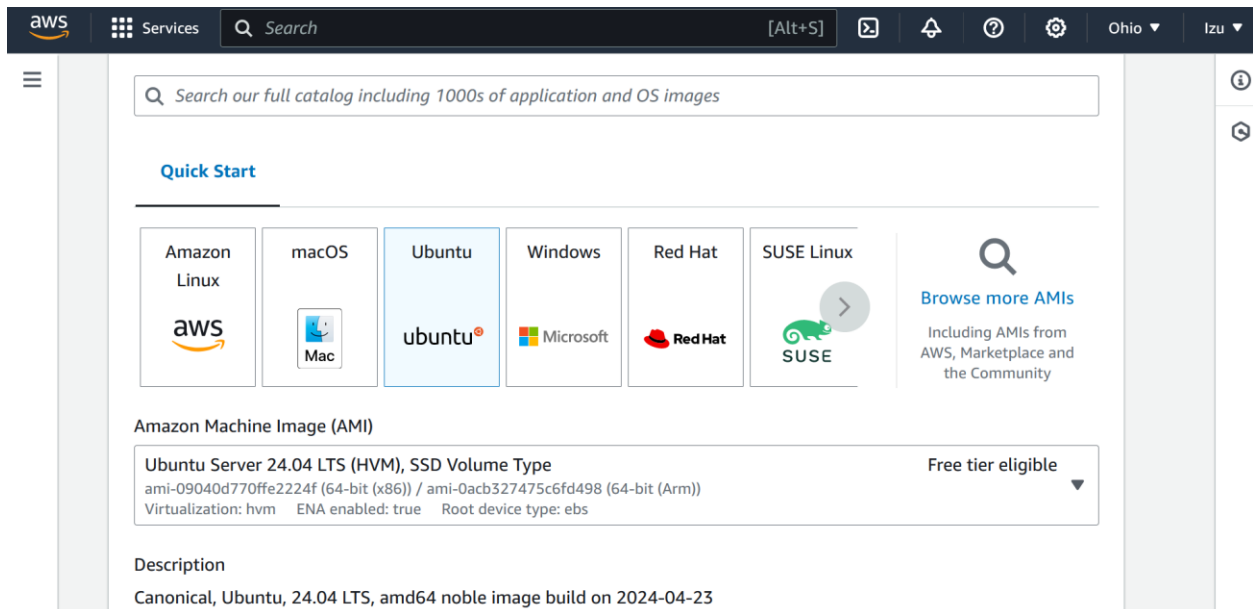 aws Services Search [Alt+S] Ohio Izu
Search our full catalog including 1000s of application and OS images
Quick Start
Amazon
Linux
aws
macOS
Mac
Ubuntu
ubuntu
Windows
Microsoft
Red Hat
Red Hat
SUSE Linux
SUSE
Browse more AMIs
Including AMIs from
AWS, Marketplace and
the Community
Amazon Machine Image (AMI)
Ubuntu Server 24.04 LTS (HVM), SSD Volume Type Free tier eligible
ami-09040d770ffe2224f (64-bit (x86)) / ami-0acb327475c6fd498 (64-bit (Arm))
Virtualization: hvm ENA enabled: true Root device type: ebs
Description
Canonical, Ubuntu, 24.04 LTS, amd64 noble image build on 2024-04-23